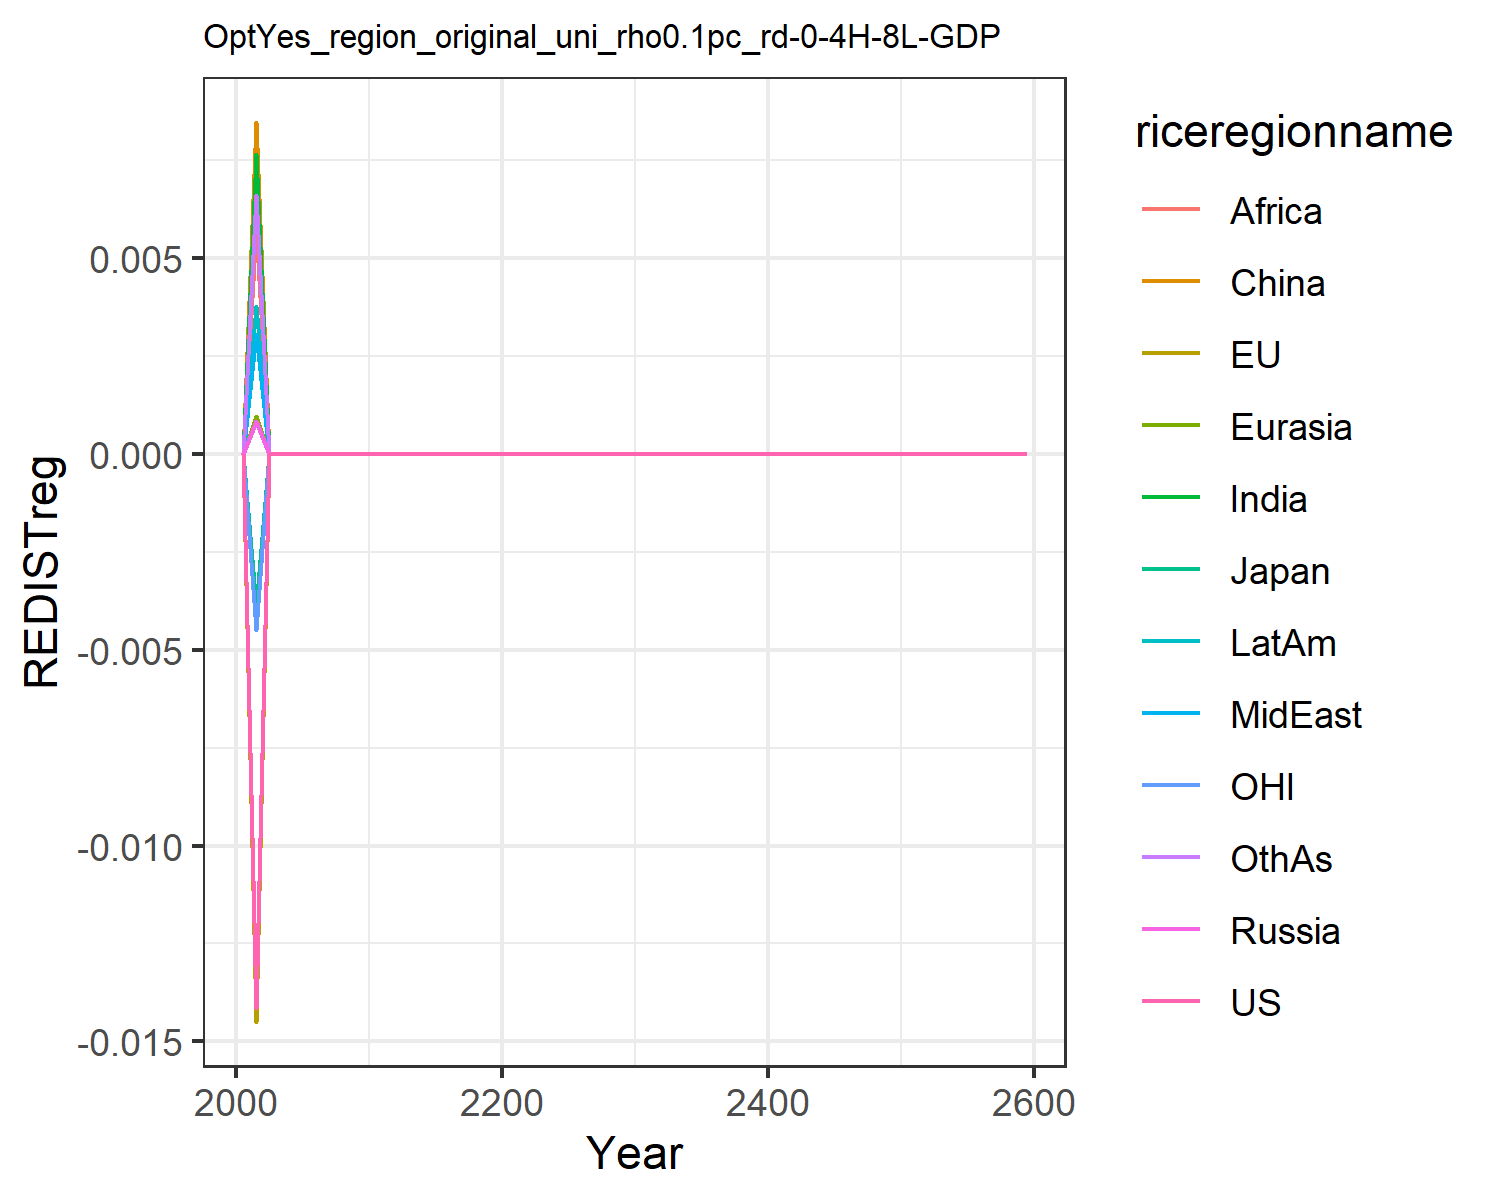 OptYes_region_original_uni_rho0.1pc_rd-0-4H-8L-GDP
REDISTreg
0.005
0.000
-0.005
-0.010
-0.015
2000 2200 2400 2600
Year
riceregionname
Africa
China
EU
Eurasia
India
Japan
LatAm
MidEast
OHI
OthAs
Russia
US